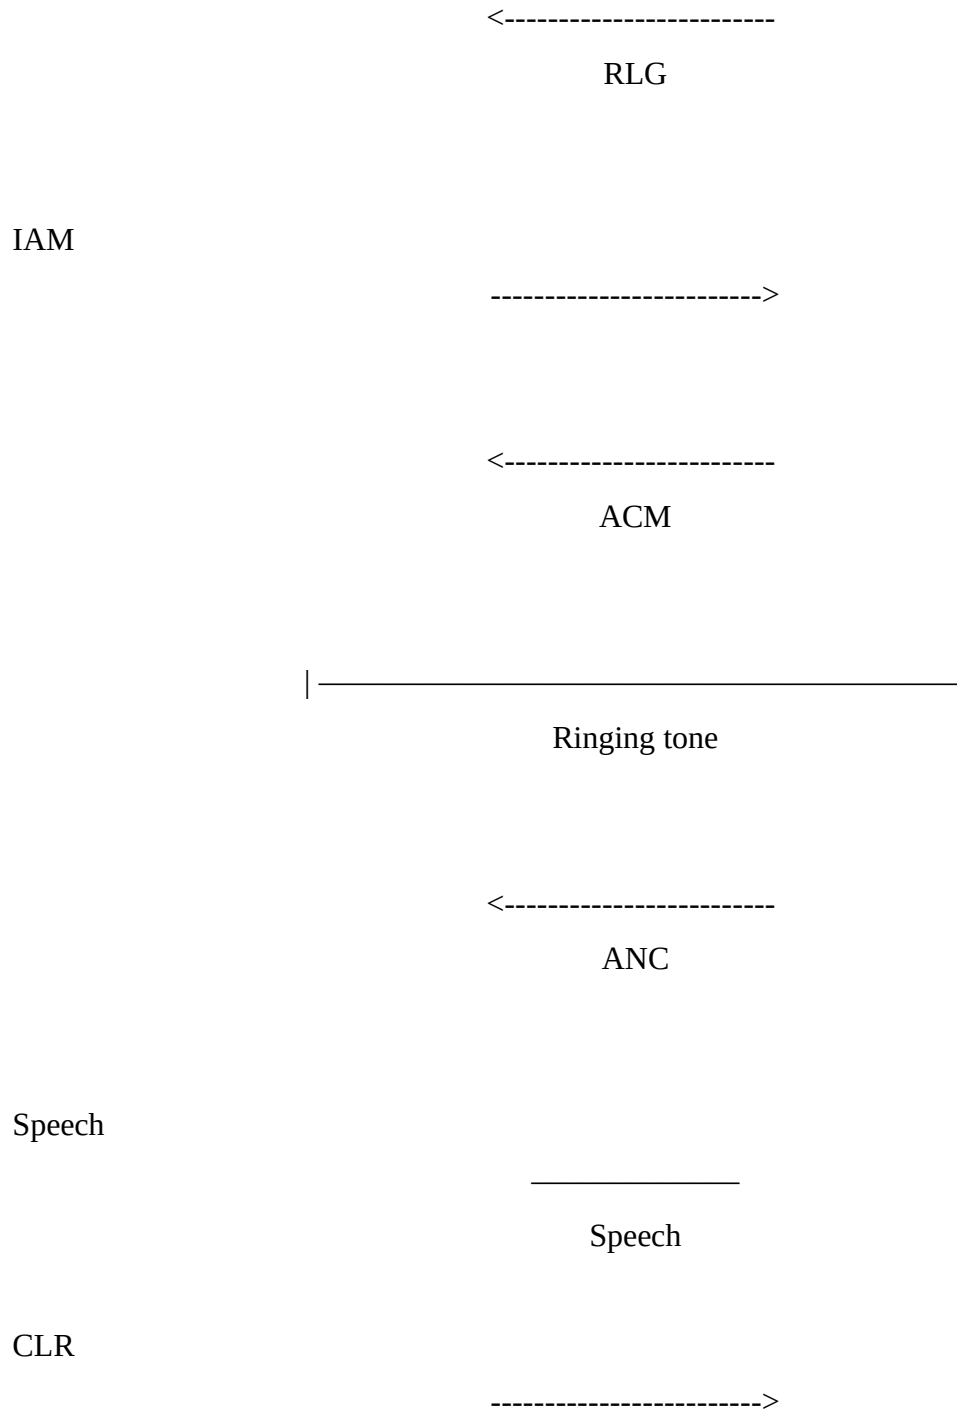 <-------------------------
RLG
IAM
------------------------->
<-------------------------
ACM
| ————————————————————
Ringing tone
<-------------------------
ANC
Speech
——————
Speech
CLR
------------------------->